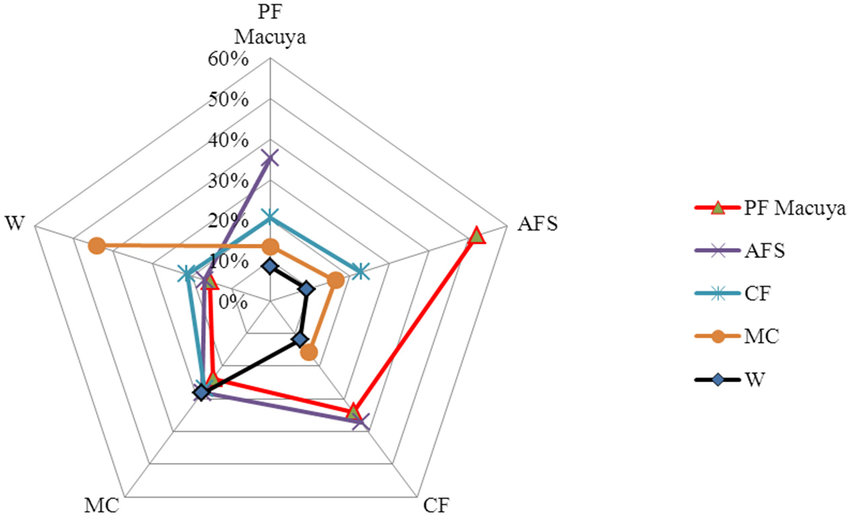 PF
Macuya
60%
50%
40%
30%
20%
10%
0%
AFS
CF
MC
W
PF Macuya
AFS
CF
MC
W